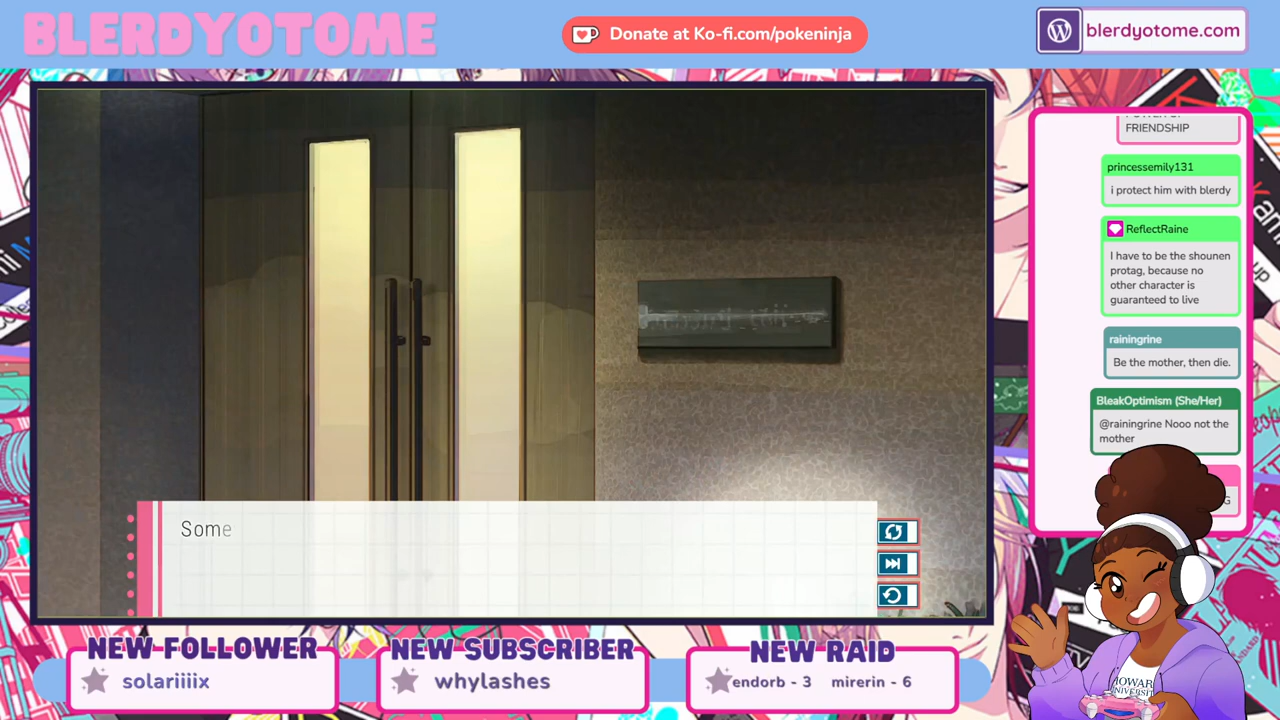 BLERDYOTOME
Donate at Ko-fi.com/pokeninja
blerdyotome.com
FRIENDSHIP
princessemily131
i protect him with blerdy
ReflectRaine
I have to be the shounen
protag, because no
other character is
guaranteed to live
rainingrine
Be the mother, then die.
BleakOptimism (She/Her)
@rainingrine Nooo not the
mother
G
Some
NEW FOLLOWER
solariiiix
NEW SUBSCRIBER
whylashes
NEW RAID
endorb - 3 mirerin - 6
HOWARD
UNIVERSITY